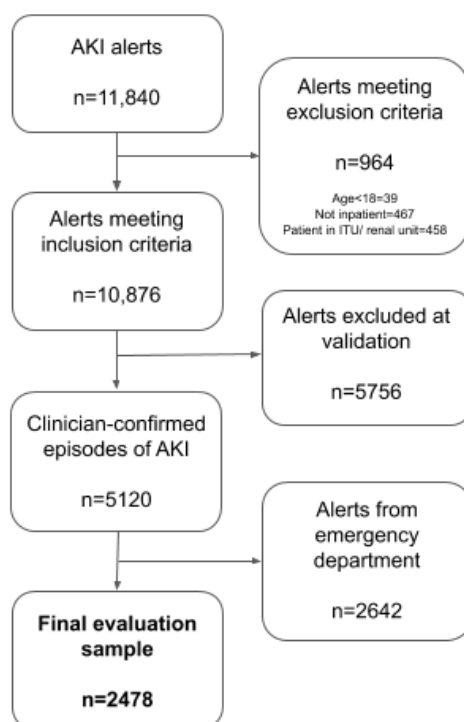 AKI alerts
n=11,840
Alerts meeting
exclusion criteria
n=964
Age<18=39
Not inpatient=467
Patient in ITU/ renal unit=458
Alerts meeting
inclusion criteria
n=10,876
Alerts excluded at
validation
n=5756
Clinician-confirmed
episodes of AKI
n=5120
Alerts from
emergency
department
n=2642
Final evaluation
sample
n=2478